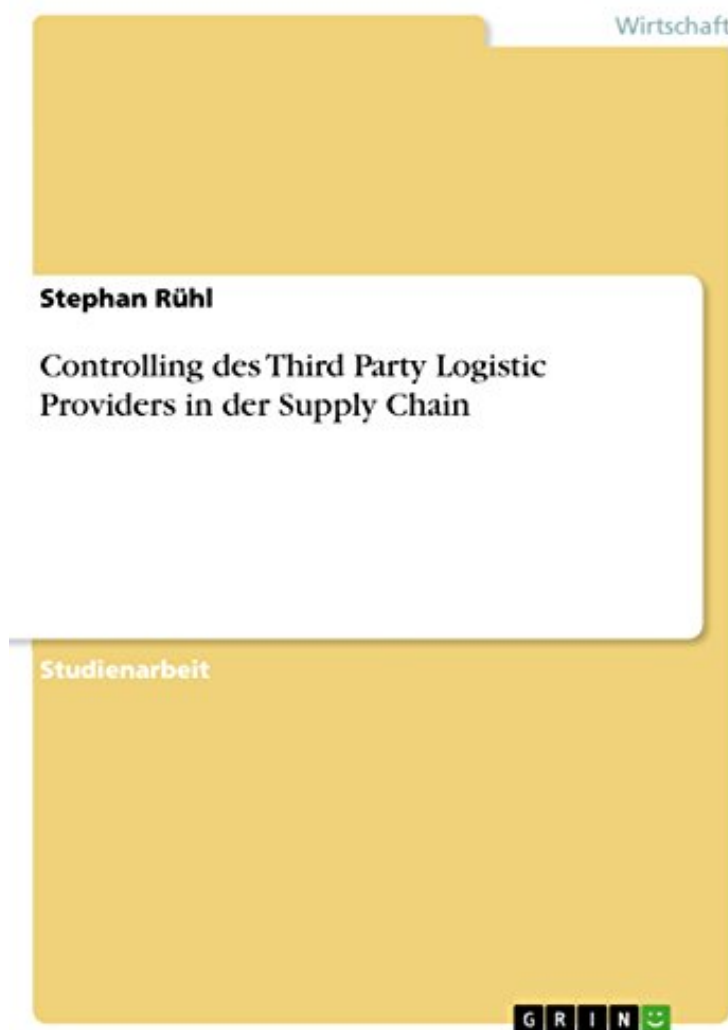 Wirtschaft
Stephan Rühl
Controlling des Third Party Logistic
Providers in der Supply Chain
Studienarbeit
GRIN